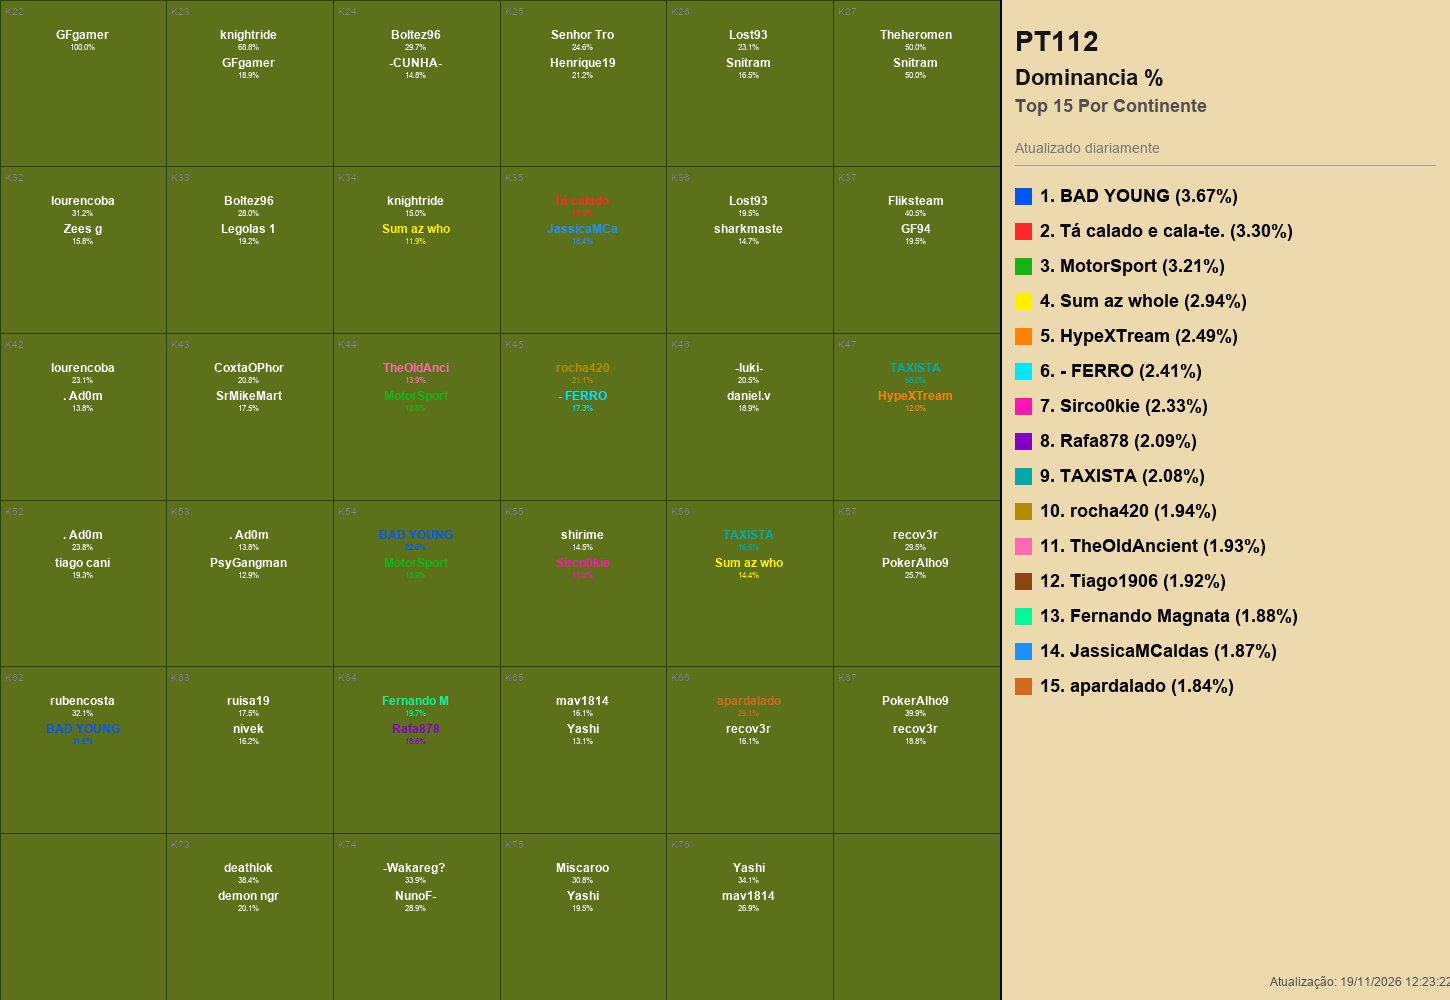 K22
GFgamer
100.0%
K23
knightride
68.8%
GFgamer
18.9%
K24
Boltez96
29.7%
-CUNHA-
14.8%
K25
Senhor Tro
24.6%
Henrique19
21.2%
K26
Lost93
23.1%
Snitram
16.5%
K27
Theheromen
50.0%
Snitram
50.0%
K32
lourencoba
31.2%
Zees g
15.8%
K33
Boltez96
28.0%
Legolas 1
19.2%
K34
knightride
15.0%
Sum az who
11.9%
K35
Tá calado
JassicaMCa
K36
Lost93
19.5%
sharkmaste
14.7%
K37
Fliksteam
40.5%
GF94
19.5%
K42
lourencoba
23.1%
. Ad0m
13.8%
K43
CoxtaOPhor
20.8%
SrMikeMart
17.5%
K44
TheOldAnci
13.9%
MotorSport
K45
rocha420
21.1%
- FERRO
17.3%
K46
-luki-
20.5%
daniel.v
18.9%
K47
TAXISTA
HypeXTream
12.0%
K52
. Ad0m
23.8%
tiago cani
19.3%
K53
. Ad0m
13.8%
PsyGangman
12.9%
K54
BAD YOUNG
MotorSport
K55
shirime
14.5%
Sirco0kie
K56
TAXISTA
Sum az who
14.4%
K57
recov3r
29.5%
PokerAlho9
25.7%
K62
rubencosta
32.1%
BAD YOUNG
K63
ruisa19
17.5%
nivek
16.2%
K64
Fernando M
19.7%
Rafa878
K65
mav1814
16.1%
Yashi
13.1%
K66
apardalado
recov3r
16.1%
K67
PokerAlho9
39.9%
recov3r
18.8%
K73
deathlok
38.4%
demon ngr
20.1%
K74
-Wakareg?
33.9%
NunoF-
28.9%
K75
Miscaroo
30.8%
Yashi
19.5%
K76
Yashi
34.1%
mav1814
26.9%
PT112
Dominancia %
Top 15 Por Continente
Atualizado diariamente
1. BAD YOUNG (3.67%)
2. Tá calado e cala-te. (3.30%)
3. MotorSport (3.21%)
4. Sum az whole (2.94%)
5. HypeXTream (2.49%)
6. - FERRO (2.41%)
7. Sirco0kie (2.33%)
8. Rafa878 (2.09%)
9. TAXISTA (2.08%)
10. rocha420 (1.94%)
11. TheOldAncient (1.93%)
12. Tiago1906 (1.92%)
13. Fernando Magnata (1.88%)
14. JassicaMCaldas (1.87%)
15. apardalado (1.84%)
Atualização: 19/11/2026 12:23:22